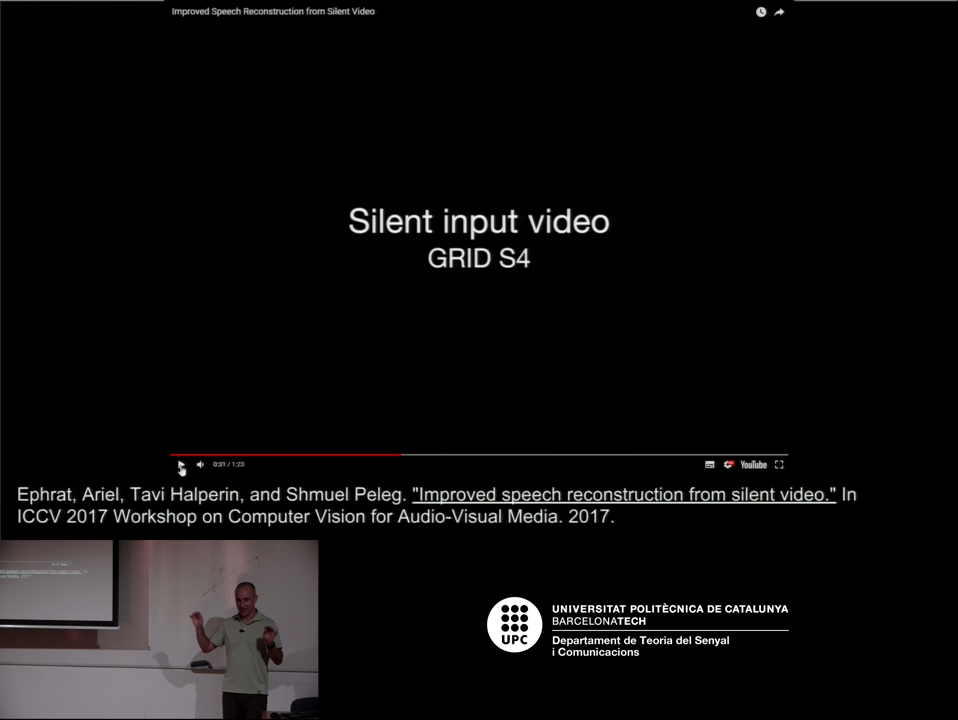 Improved Speech Reconstruction from Silent Video
Silent input video
GRID S4
0:31 / 1:23
YouTube
Ephrat, Ariel, Tavi Halperin, and Shmuel Peleg. "Improved speech reconstruction from silent video." In
ICCV 2017 Workshop on Computer Vision for Audio-Visual Media. 2017.
UPC
UNIVERSITAT POLITÈCNICA DE CATALUNYA
BARCELONATECH
Departament de Teoria del Senyal
i Comunicacions